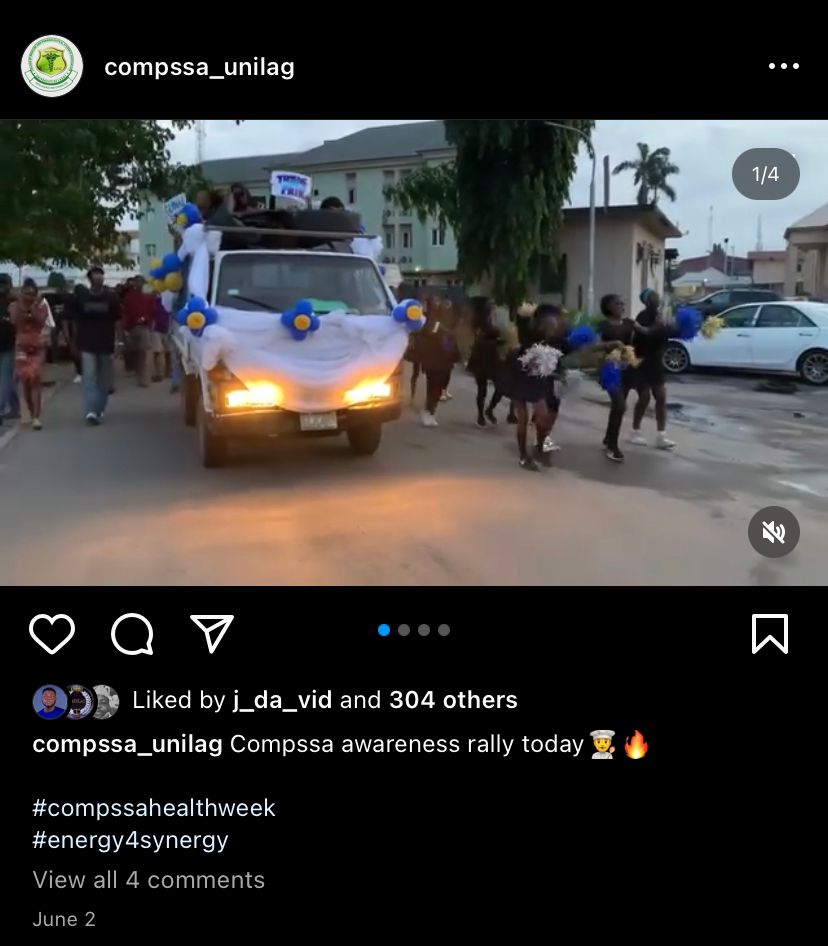 compssa_unilag
1/4
Liked by j_da_vid and 304 others
compssa_unilag Compssa awareness rally today 👩‍🍳 🔥
#compssahealthweek
#energy4synergy
View all 4 comments
June 2